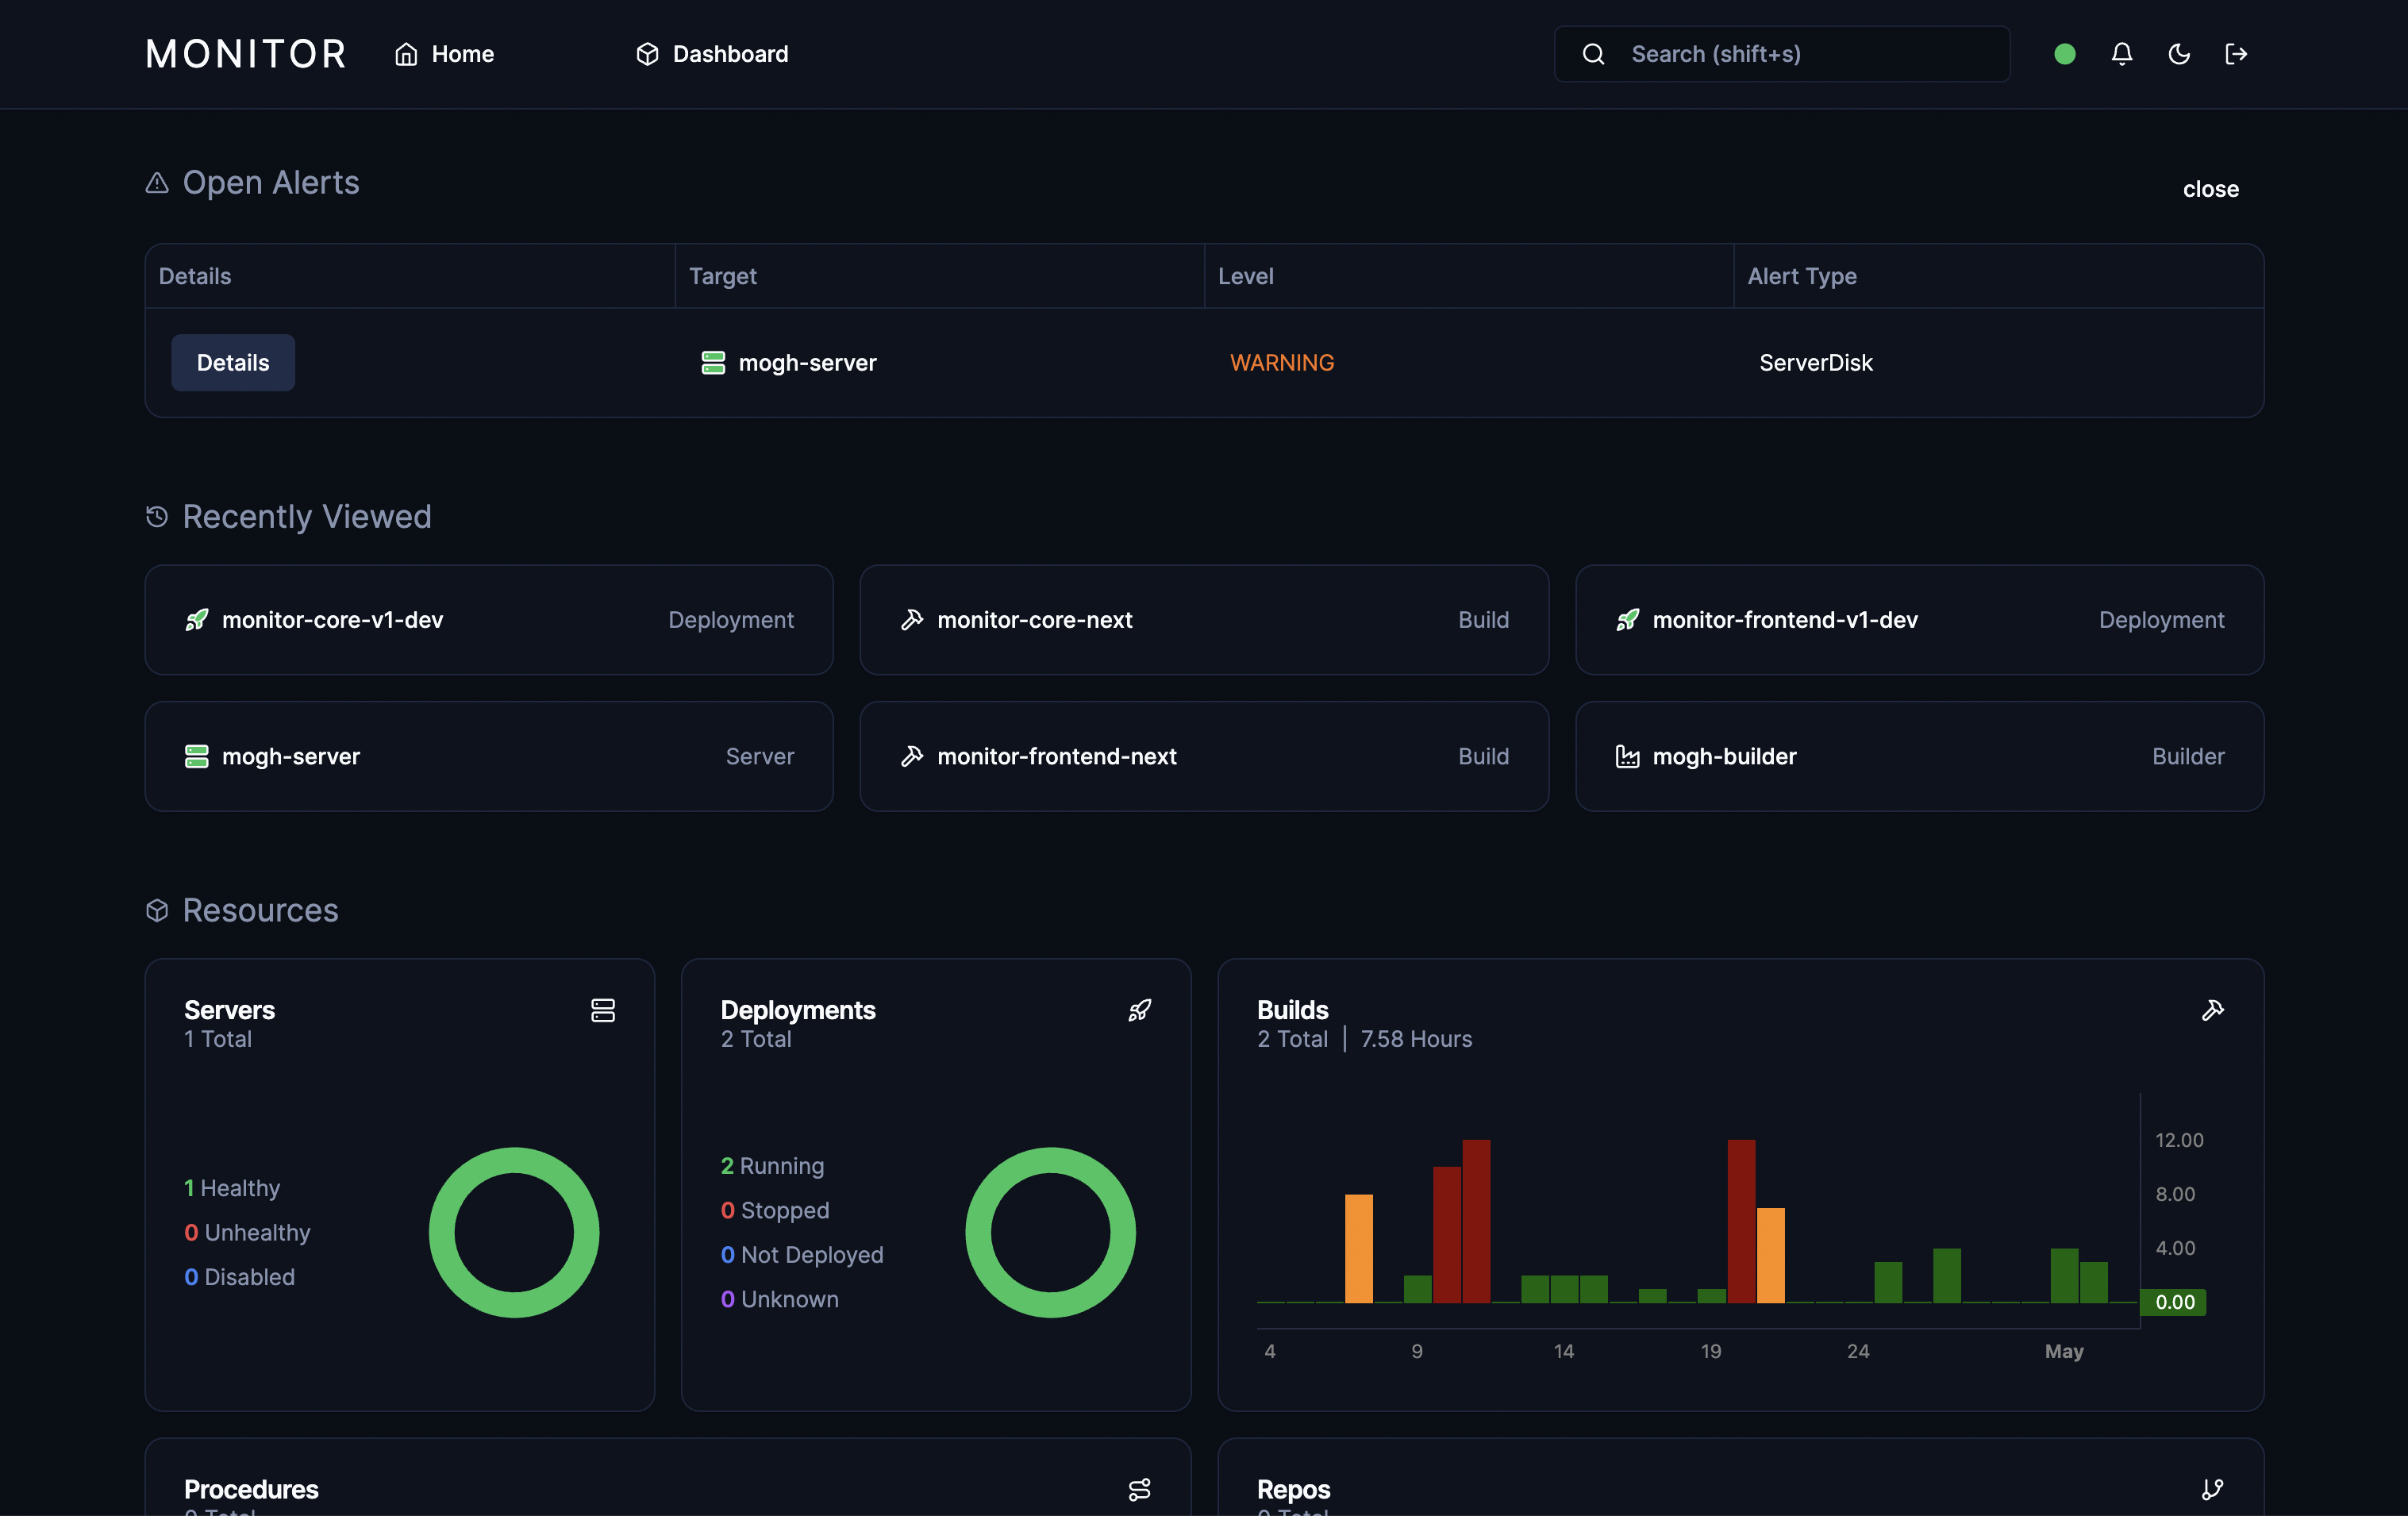 MONITOR Home Dashboard Search (shift+s)
Open Alerts
close
Details Target Level Alert Type
Details mogh-server WARNING ServerDisk
Recently Viewed
monitor-core-v1-dev Deployment
monitor-core-next Build
monitor-frontend-v1-dev Deployment
mogh-server Server
monitor-frontend-next Build
mogh-builder Builder
Resources
Servers
1 Total
1 Healthy
0 Unhealthy
0 Disabled
Deployments
2 Total
2 Running
0 Stopped
0 Not Deployed
0 Unknown
Builds
2 Total | 7.58 Hours
12.00
8.00
4.00
0.00
4 9 14 19 24 May
Procedures
0 Total
Repos
0 Total